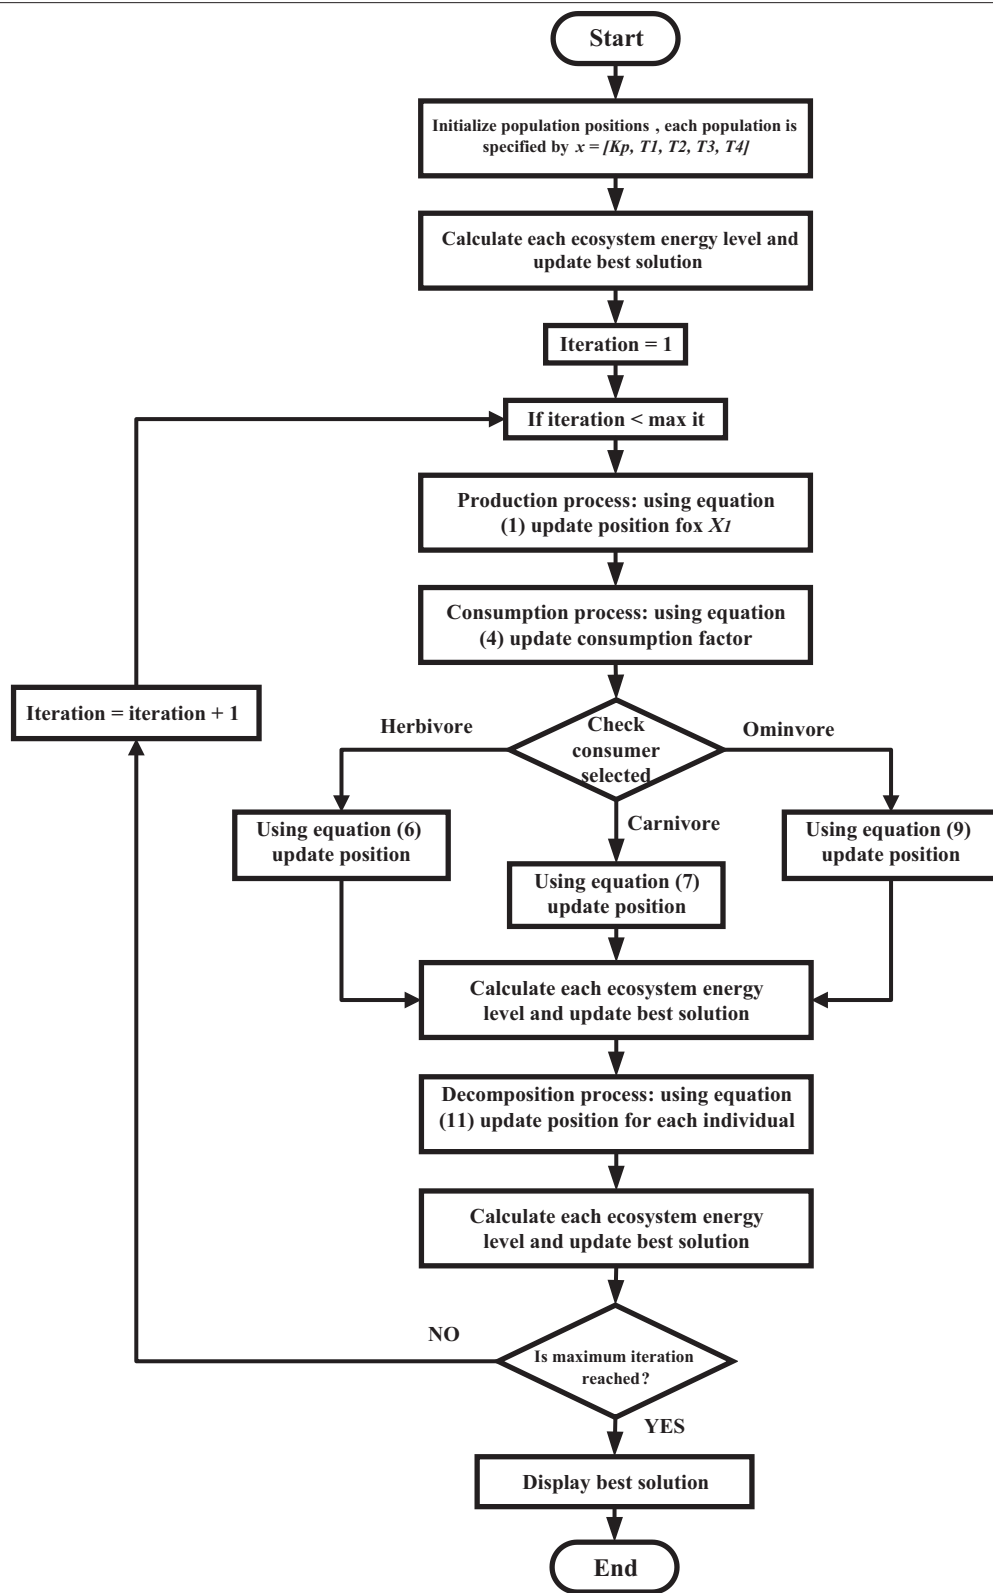 Start
Initialize population positions , each population is
specified by x = [Kp, T1, T2, T3, T4]
Calculate each ecosystem energy level and
update best solution
Iteration = 1
If iteration < max it
Production process: using equation
(1) update position fox X1
Consumption process: using equation
(4) update consumption factor
Iteration = iteration + 1
Herbivore
Check
consumer
selected
Ominvore
Carnivore
Using equation (6)
update position
Using equation (7)
update position
Using equation (9)
update position
Calculate each ecosystem energy
level and update best solution
Decomposition process: using equation
(11) update position for each individual
Calculate each ecosystem energy
level and update best solution
NO
Is maximum iteration
reached?
YES
Display best solution
End